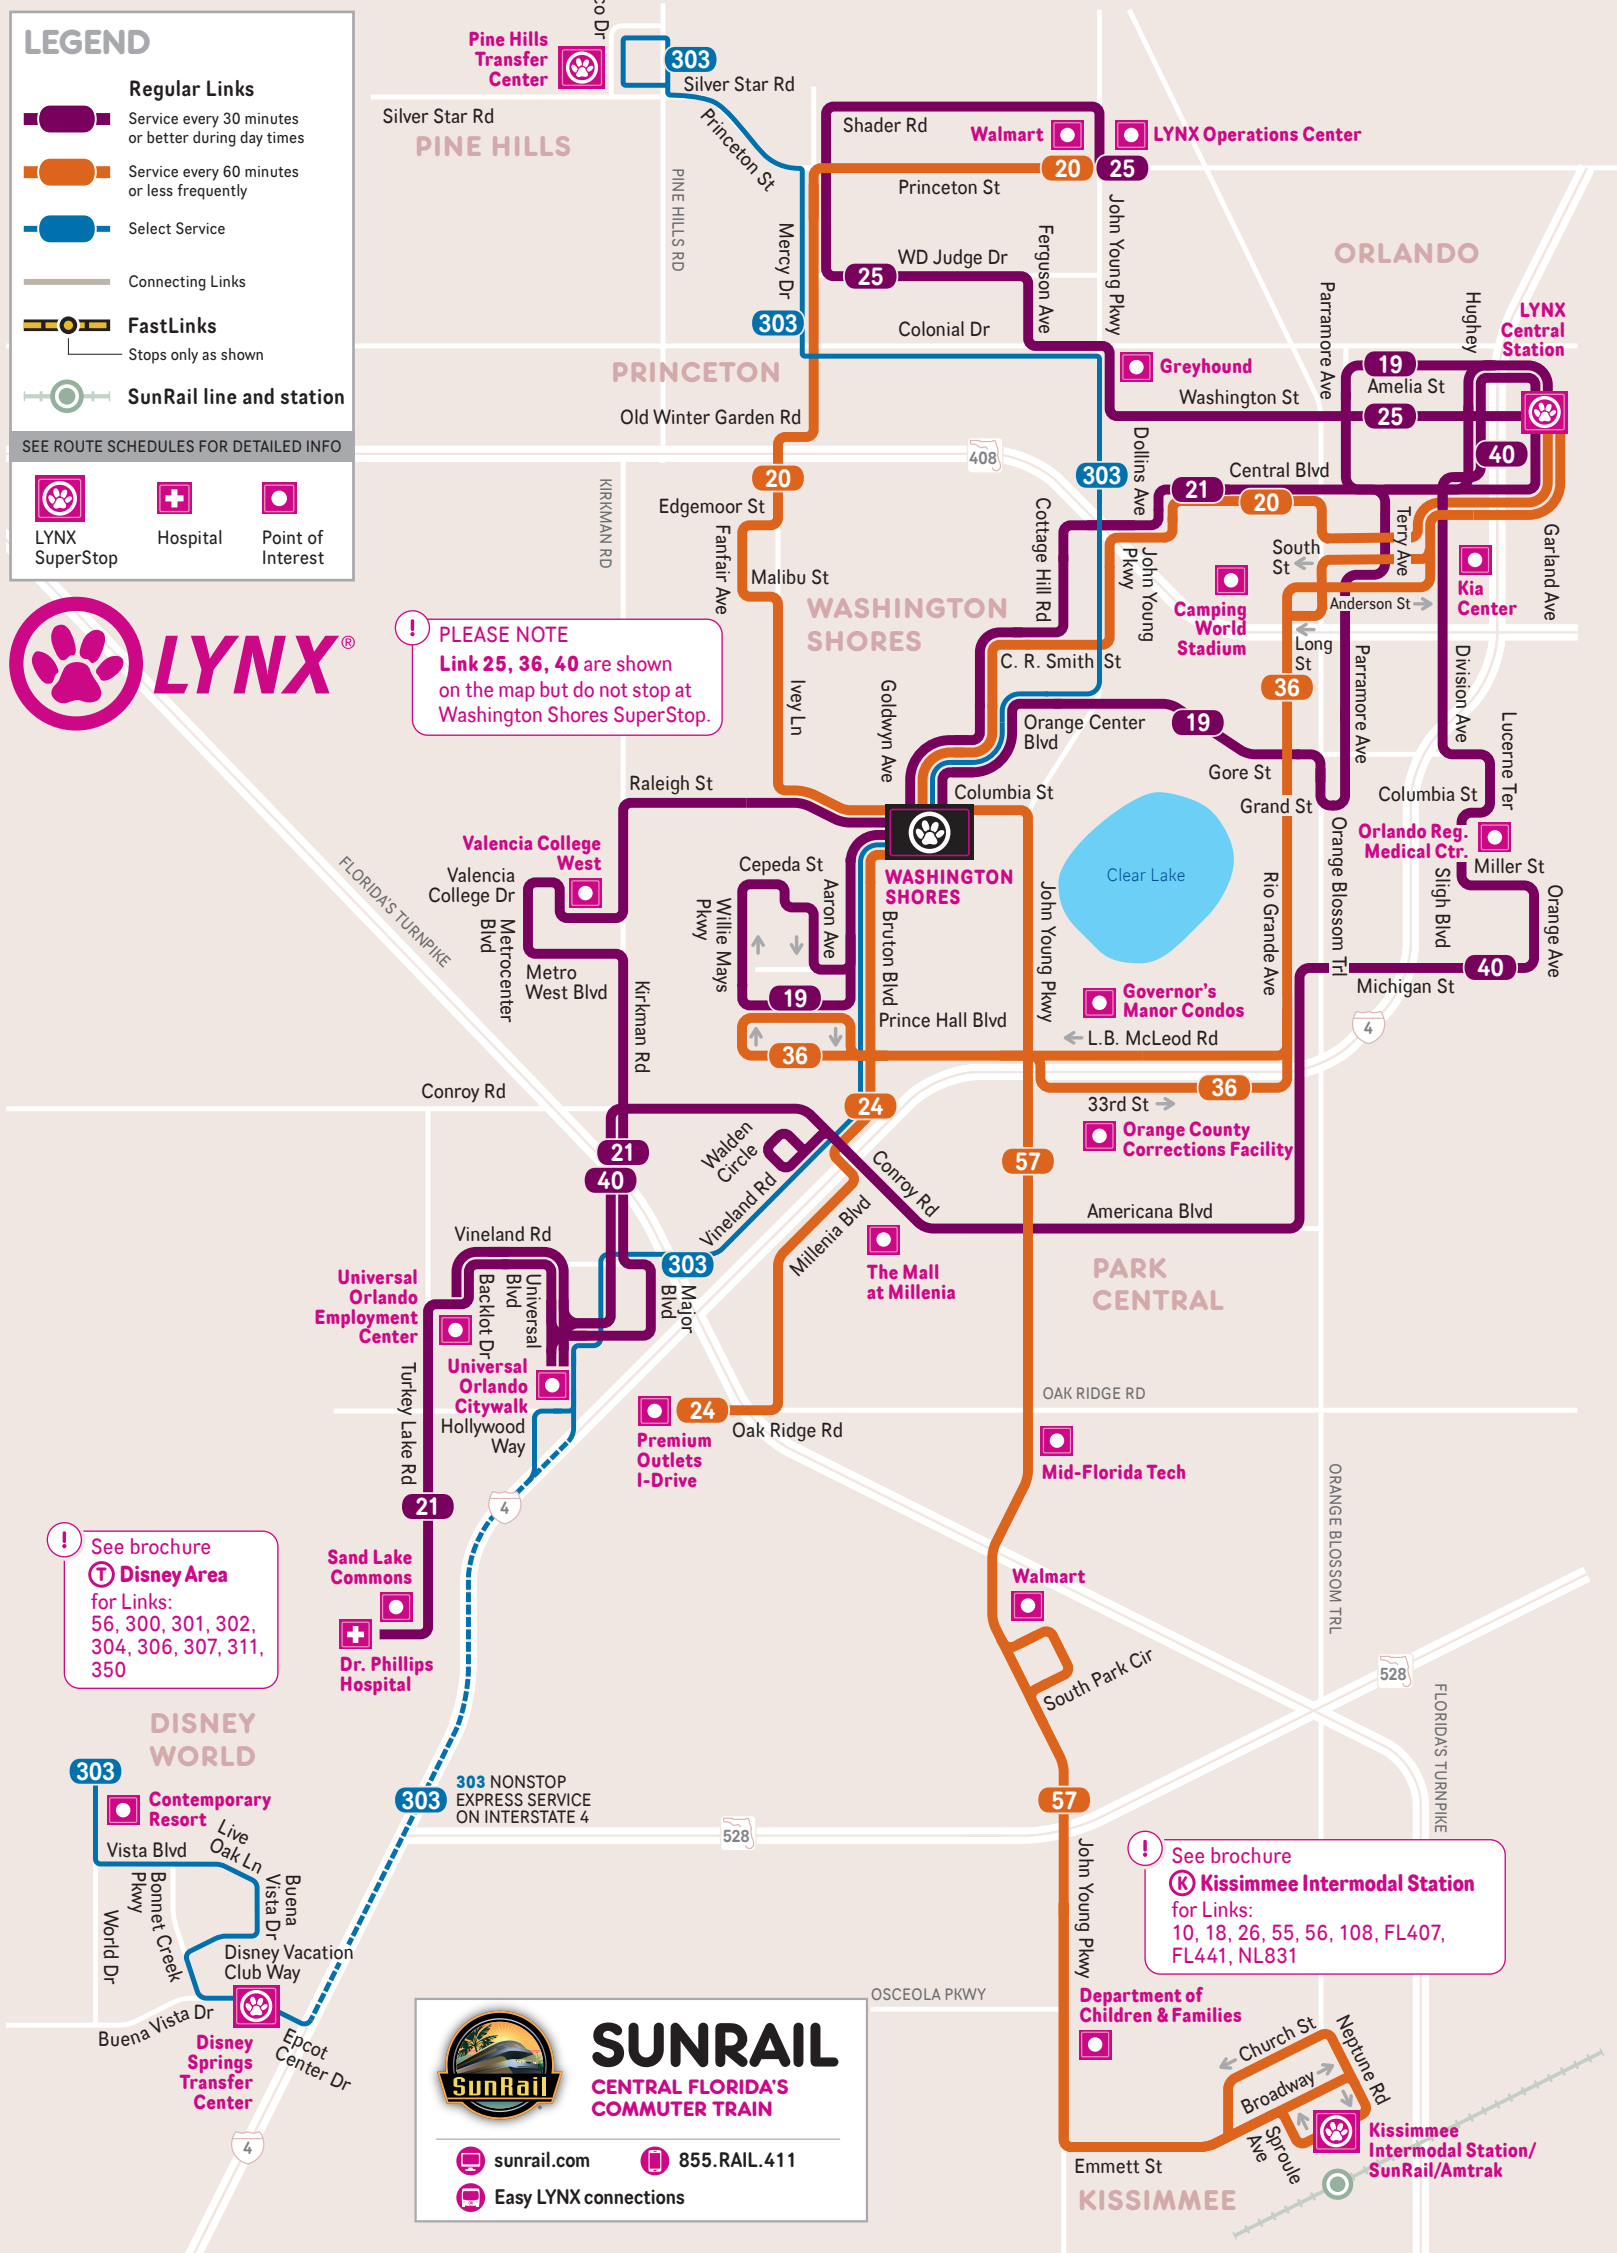 LEGEND
Regular Links
Service every 30 minutes
or better during day times
Service every 60 minutes
or less frequently
Select Service
Connecting Links
FastLinks
Stops only as shown
SunRail line and station
SEE ROUTE SCHEDULES FOR DETAILED INFO
LYNX
SuperStop
Hospital
Point of
Interest
LYNX®
! PLEASE NOTE
Link 25, 36, 40 are shown
on the map but do not stop at
Washington Shores SuperStop.
co Dr
Pine Hills
Transfer
Center
303
Silver Star Rd
Silver Star Rd
PINE HILLS
Princeton St
PINE HILLS RD
Shader Rd
Walmart
LYNX Operations Center
20
25
Princeton St
John Young Pkwy
Mercy Dr
WD Judge Dr
25
Ferguson Ave
303
Colonial Dr
ORLANDO
Parramore Ave
Hughey
LYNX
Central
Station
PRINCETON
Greyhound
19
Amelia St
Washington St
25
Old Winter Garden Rd
408
40
20
303
Dollins Ave
Central Blvd
21
20
KIRKMAN RD
Edgemoor St
Fanfair Ave
Cottage Hill Rd
Terry Ave
Garland Ave
South
St
John Young
Pkwy
Malibu St
Kia
Center
Camping
World
Stadium
Anderson St
WASHINGTON
SHORES
Long
St
C. R. Smith St
36
Parramore Ave
Division Ave
Ivey Ln
Goldwyn Ave
Orange Center
Blvd
19
Lucerne Ter
Gore St
Raleigh St
Columbia St
Grand St
Columbia St
Orlando Reg.
Medical Ctr.
Miller St
Valencia College
West
Valencia
College Dr
Cepeda St
WASHINGTON
SHORES
Clear Lake
Orange Blossom Trl
Metrocenter
Blvd
Willie Mays
Pkwy
Aaron Ave
Bruton Blvd
John Young Pkwy
Rio Grande Ave
Sligh Blvd
Orange Ave
FLORIDA'S TURNPIKE
Metro
West Blvd
Kirkman Rd
40
Michigan St
19
Governor's
Manor Condos
Prince Hall Blvd
4
36
L.B. McLeod Rd
Conroy Rd
36
24
33rd St
Orange County
Corrections Facility
21
Walden
Circle
57
40
Conroy Rd
Vineland Rd
Millenia Blvd
Americana Blvd
Vineland Rd
303
The Mall
at Millenia
PARK
CENTRAL
Universal
Orlando
Employment
Center
Backlot Dr
Universal
Blvd
Major
Blvd
Universal
Orlando
Citywalk
Turkey Lake Rd
Hollywood
Way
OAK RIDGE RD
24
Oak Ridge Rd
Premium
Outlets
I-Drive
Mid-Florida Tech
21
4
ORANGE BLOSSOM TRL
! See brochure
T Disney Area
for Links:
56, 300, 301, 302,
304, 306, 307, 311,
350
Sand Lake
Commons
Dr. Phillips
Hospital
Walmart
South Park Cir
528
FLORIDA'S TURNPIKE
DISNEY
WORLD
303
Contemporary
Resort
303
303 NONSTOP
EXPRESS SERVICE
ON INTERSTATE 4
57
528
Vista Blvd
Live
Oak Ln
Bonnet Creek
Pkwy
Buena
Vista Dr
World Dr
Disney Vacation
Club Way
Buena Vista Dr
Disney
Springs
Transfer
Center
Epcot
Center Dr
4
John Young Pkwy
! See brochure
K Kissimmee Intermodal Station
for Links:
10, 18, 26, 55, 56, 108, FL407,
FL441, NL831
OSCEOLA PKWY
Department of
Children & Families
Church St
Neptune Rd
Broadway
Sproule
Ave
Kissimmee
Intermodal Station/
SunRail/Amtrak
Emmett St
KISSIMMEE
SunRail
SUNRAIL
CENTRAL FLORIDA'S
COMMUTER TRAIN
sunrail.com
855.RAIL.411
Easy LYNX connections